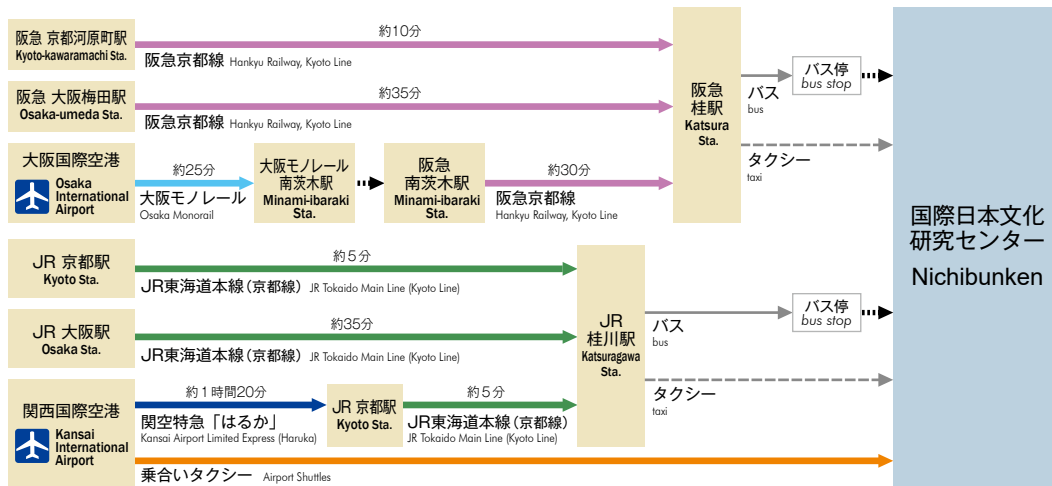 阪急 京都河原町駅
Kyoto-kawaramachi Sta.
約10分
阪急京都線 Hankyu Railway, Kyoto Line
阪急 大阪梅田駅
Osaka-umeda Sta.
約35分
阪急京都線 Hankyu Railway, Kyoto Line
大阪国際空港
Osaka
International
Airport
約25分
大阪モノレール
Osaka Monorail
大阪モノレール
南茨木駅
Minami-ibaraki
Sta.
阪急
南茨木駅
Minami-ibaraki
Sta.
約30分
阪急京都線
Hankyu Railway, Kyoto Line
阪急
桂駅
Katsura
Sta.
バス
bus
バス停
bus stop
タクシー
taxi
JR 京都駅
Kyoto Sta.
約5分
JR東海道本線(京都線) JR Tokaido Main Line (Kyoto Line)
JR 大阪駅
Osaka Sta.
約35分
JR東海道本線(京都線) JR Tokaido Main Line (Kyoto Line)
関西国際空港
Kansai
International
Airport
約1時間20分
関空特急「はるか」
Kansai Airport Limited Express (Haruka)
JR 京都駅
Kyoto Sta.
約5分
JR東海道本線(京都線)
JR Tokaido Main Line (Kyoto Line)
JR
桂川駅
Katsuragawa
Sta.
バス
bus
バス停
bus stop
タクシー
taxi
乗合いタクシー Airport Shuttles
国際日本文化
研究センター
Nichibunken